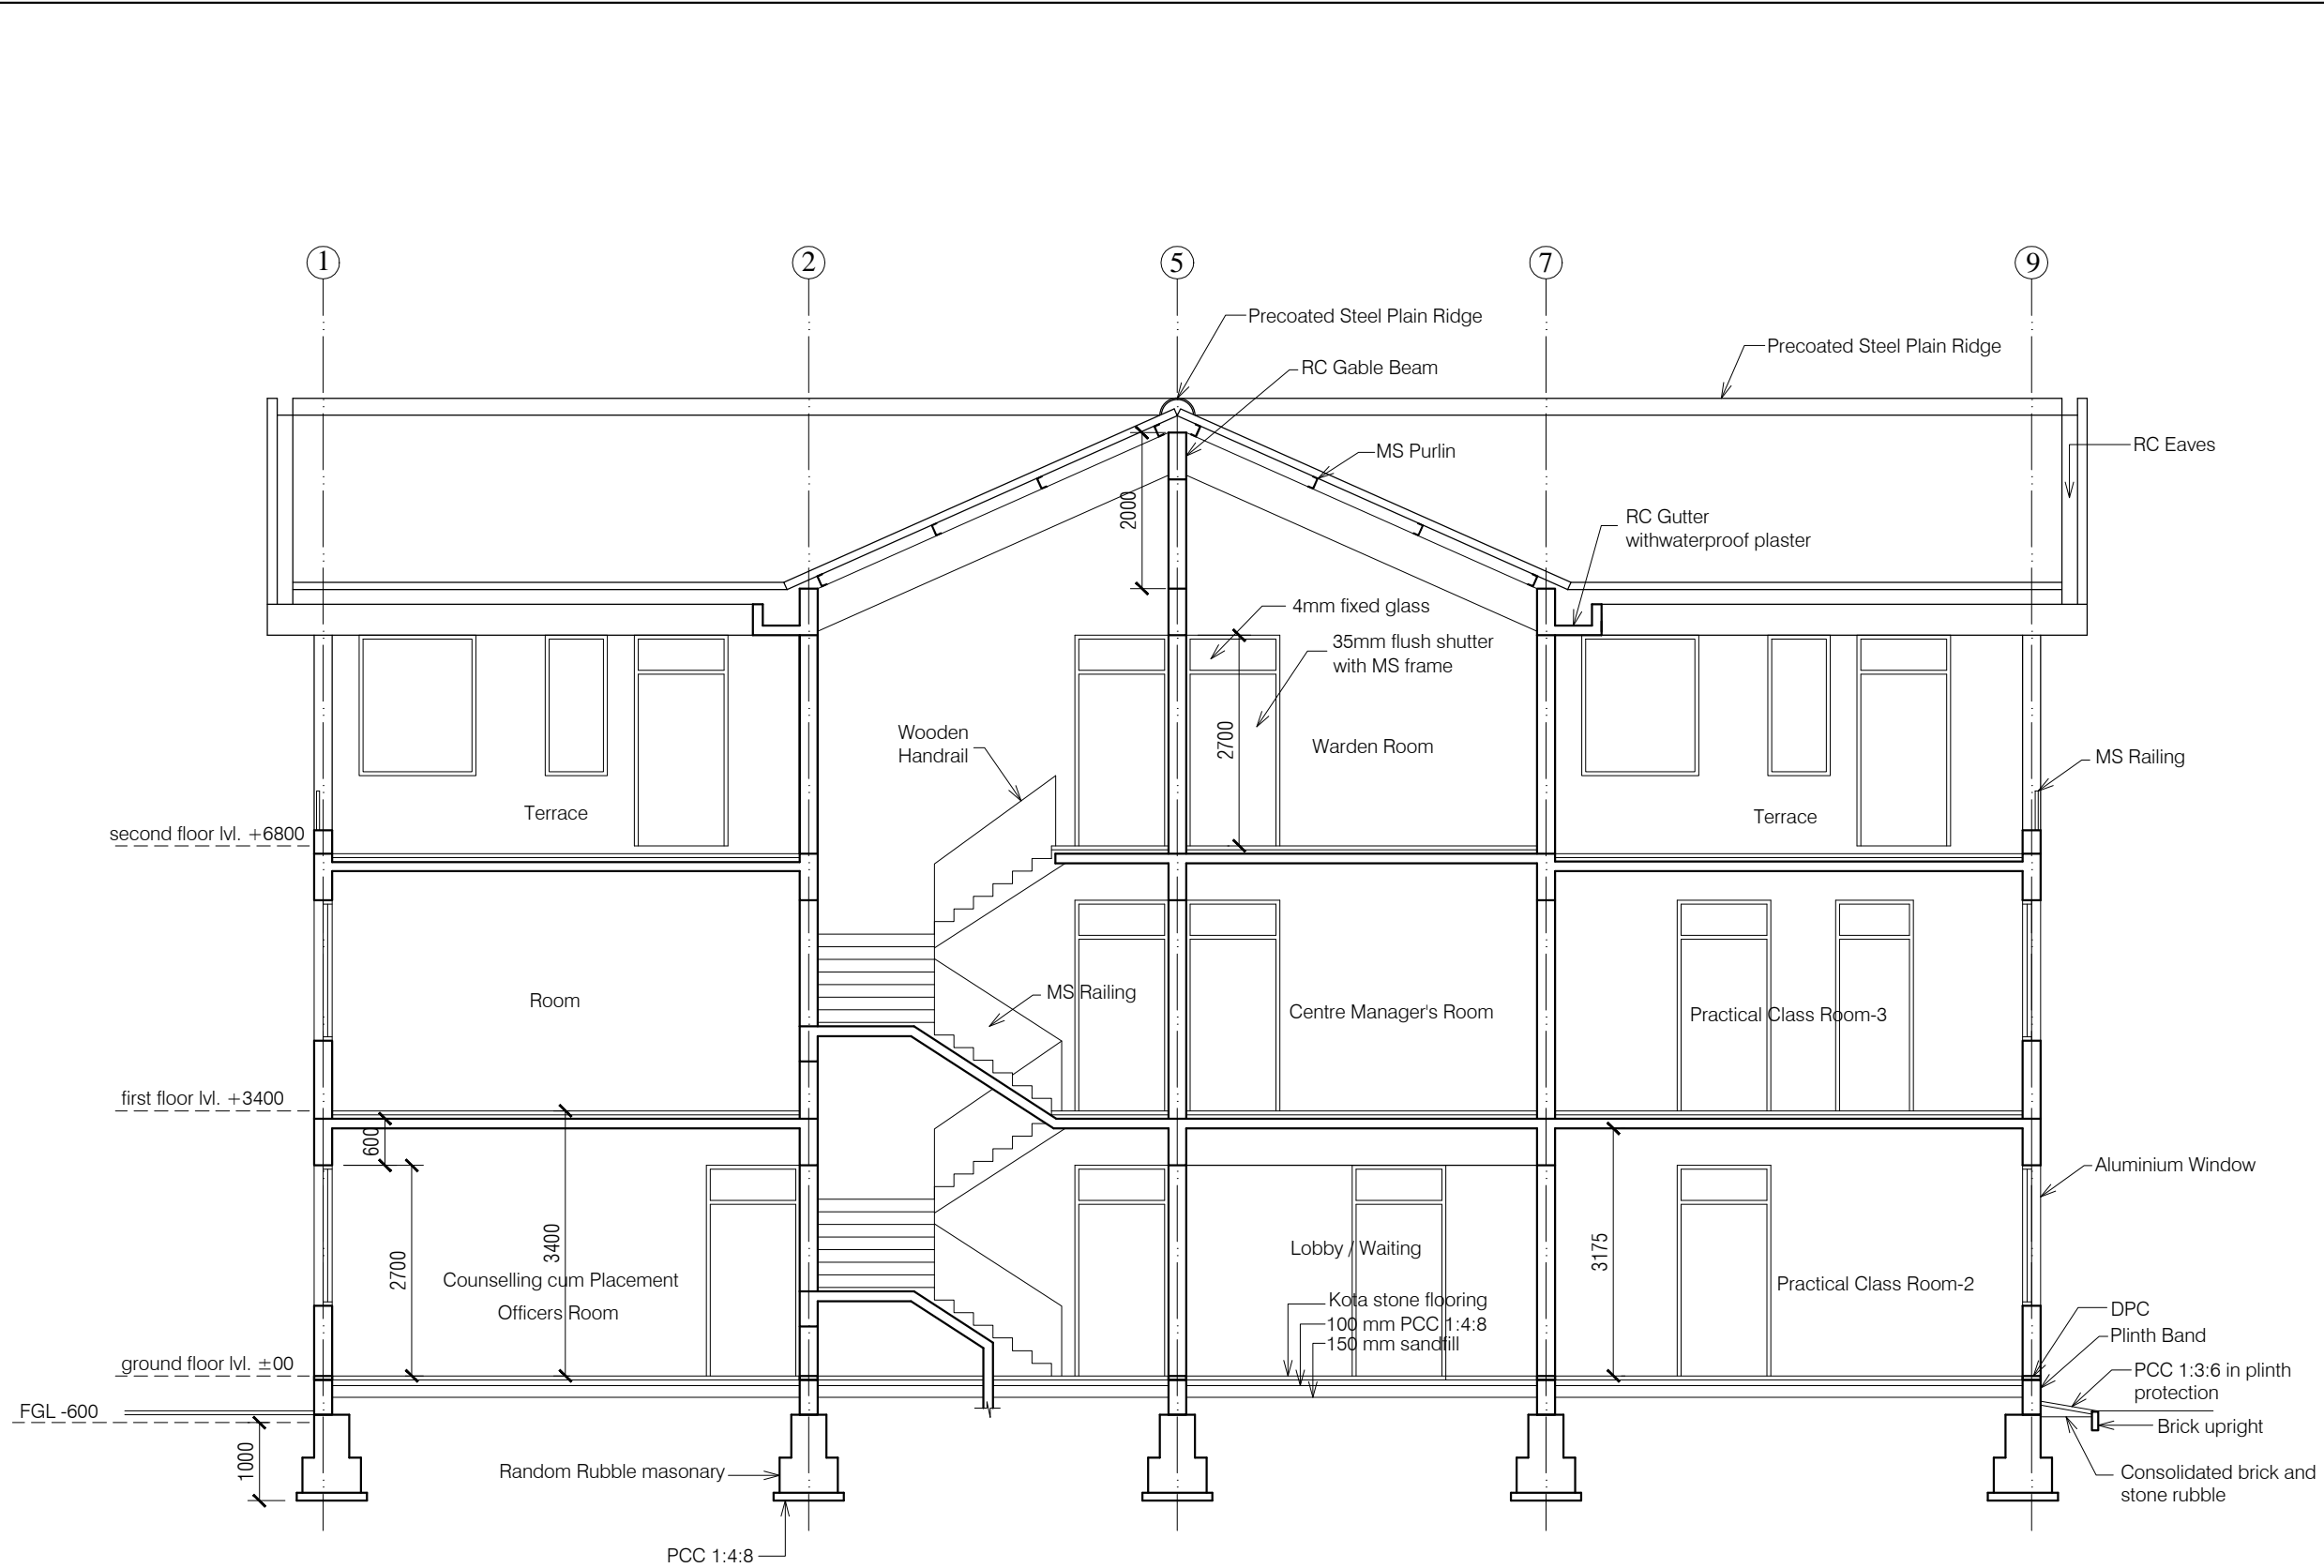 1
2
5
7
9
Precoated Steel Plain Ridge
Precoated Steel Plain Ridge
RC Gable Beam
RC Eaves
MS Purlin
2000
RC Gutter
withwaterproof plaster
4mm fixed glass
35mm flush shutter
with MS frame
Wooden
Handrail
2700
Warden Room
MS Railing
Terrace
Terrace
second floor lvl. +6800
Room
MS Railing
Centre Manager's Room
Practical Class Room-3
first floor lvl. +3400
600
Aluminium Window
2700
3400
Lobby / Waiting
3175
Counselling cum Placement
Officers Room
Practical Class Room-2
Kota stone flooring
100 mm PCC 1:4:8
150 mm sandfill
DPC
Plinth Band
ground floor lvl. ±00
PCC 1:3:6 in plinth
protection
FGL -600
Brick upright
1000
Random Rubble masonary
Consolidated brick and
stone rubble
PCC 1:4:8